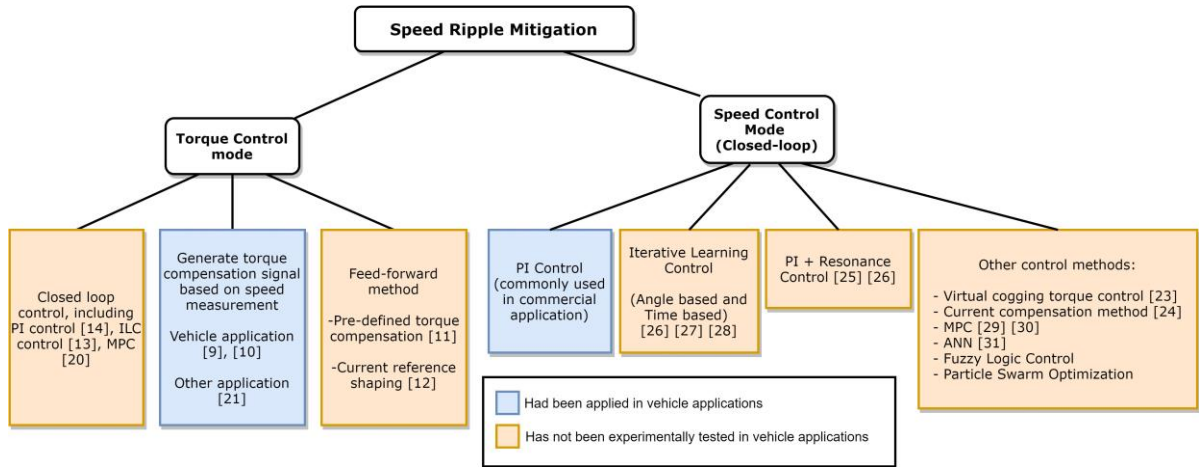 Speed Ripple Mitigation
Torque Control
mode
Speed Control
Mode
(Closed-loop)
Closed loop
control, including
PI control [14], ILC
control [13], MPC
[20]
Generate torque
compensation signal
based on speed
measurement
Vehicle application
[9], [10]
Other application
[21]
Feed-forward
method
-Pre-defined torque
compensation [11]
-Current reference
shaping [12]
PI Control
(commonly used
in commercial
application)
Iterative Learning
Control
(Angle based and
Time based)
[26] [27] [28]
PI + Resonance
Control [25] [26]
Other control methods:
- Virtual cogging torque control [23]
- Current compensation method [24]
- MPC [29] [30]
- ANN [31]
- Fuzzy Logic Control
- Particle Swarm Optimization
Had been applied in vehicle applications
Has not been experimentally tested in vehicle applications